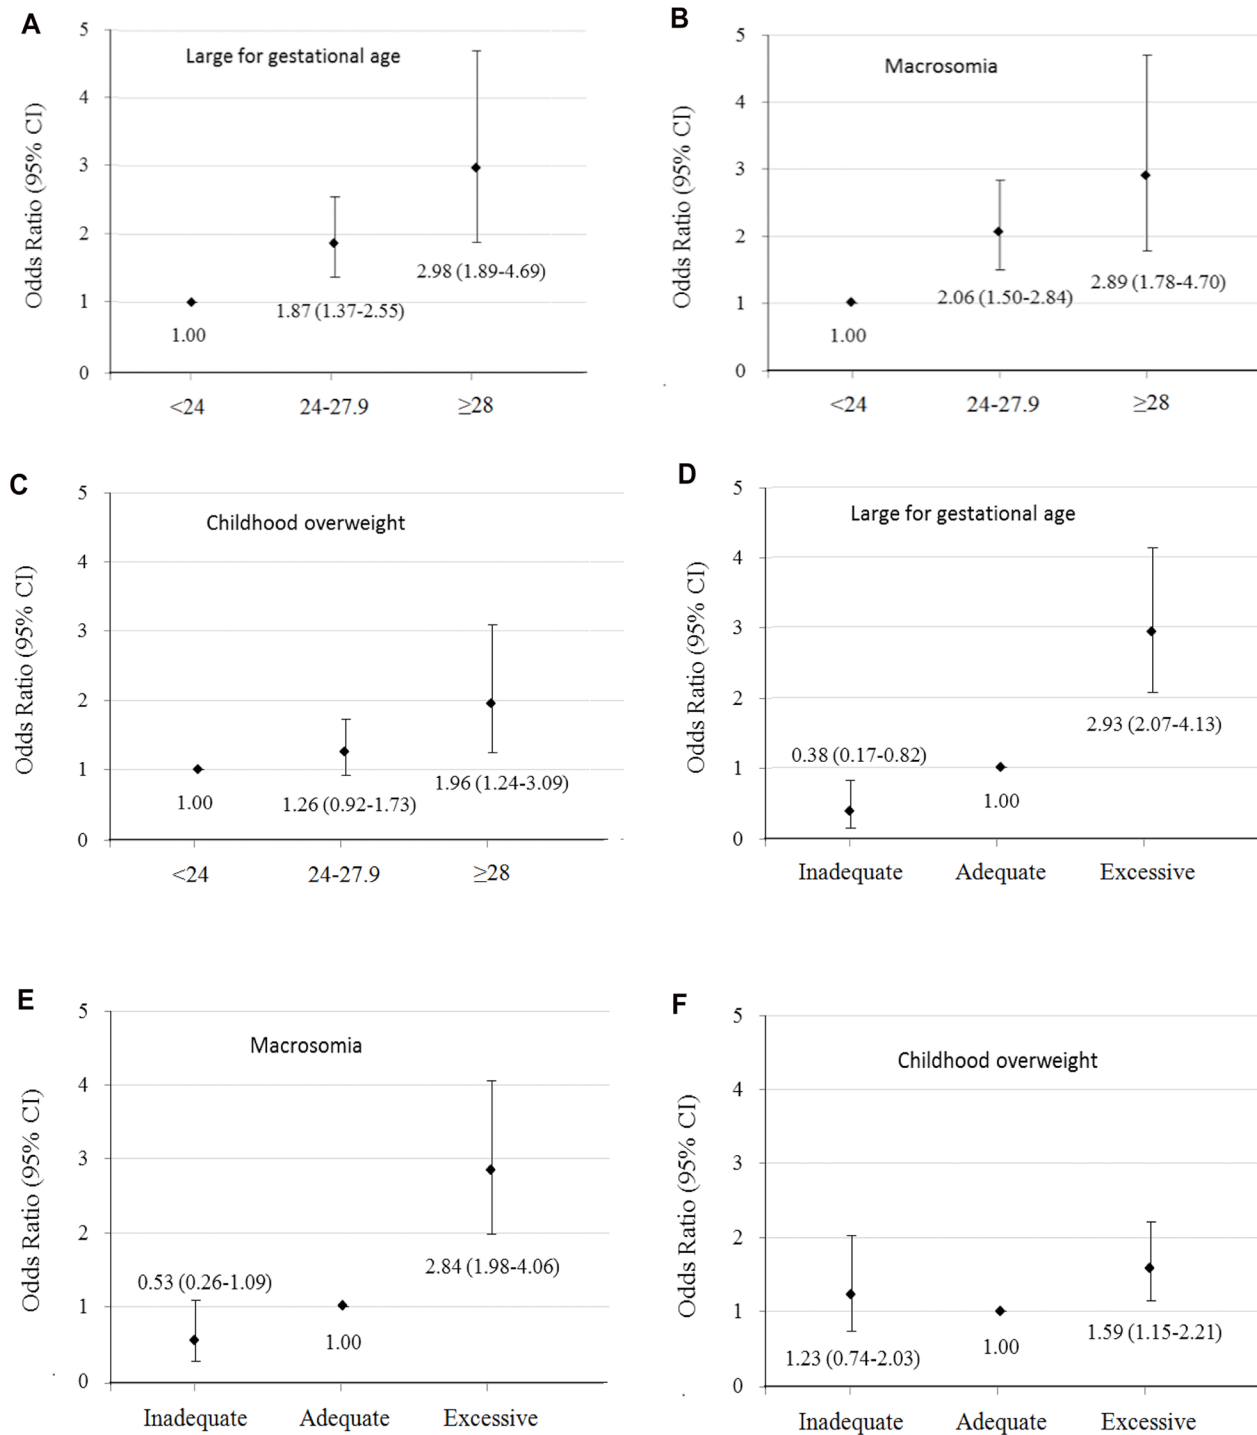 A
Large for gestational age
Odds Ratio (95% CI)
5
4
3
2
1
0
1.00
1.87 (1.37-2.55)
2.98 (1.89-4.69)
<24
24-27.9
≥28
B
Macrosomia
Odds Ratio (95% CI)
5
4
3
2
1
0
1.00
2.06 (1.50-2.84)
2.89 (1.78-4.70)
<24
24-27.9
≥28
C
Childhood overweight
Odds Ratio (95% CI)
5
4
3
2
1
0
1.00
1.26 (0.92-1.73)
1.96 (1.24-3.09)
<24
24-27.9
≥28
D
Large for gestational age
Odds Ratio (95% CI)
5
4
3
2
1
0
0.38 (0.17-0.82)
1.00
2.93 (2.07-4.13)
Inadequate
Adequate
Excessive
E
Macrosomia
Odds Ratio (95% CI)
5
4
3
2
1
0
0.53 (0.26-1.09)
1.00
2.84 (1.98-4.06)
Inadequate
Adequate
Excessive
F
Childhood overweight
Odds Ratio (95% CI)
5
4
3
2
1
0
1.23 (0.74-2.03)
1.00
1.59 (1.15-2.21)
Inadequate
Adequate
Excessive